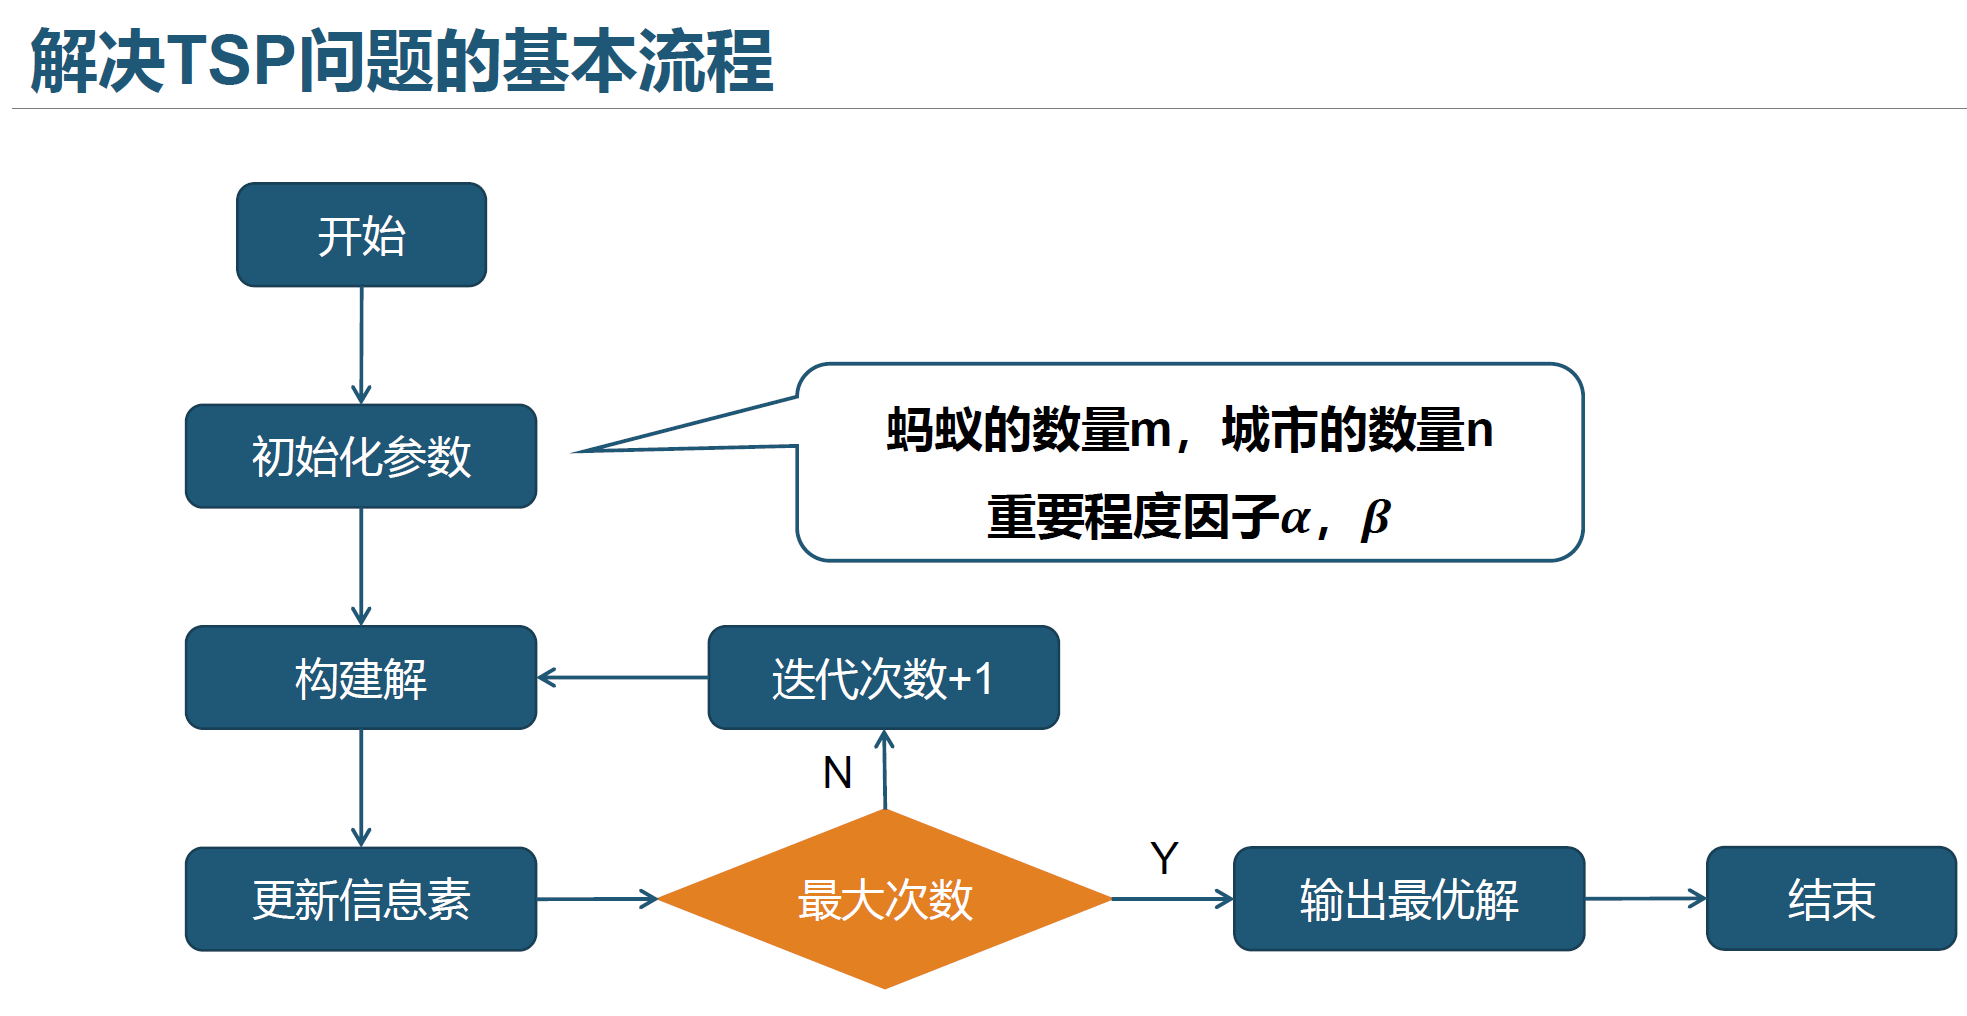 解决TSP问题的基本流程
开始
初始化参数
蚂蚁的数量m，城市的数量n
重要程度因子α，β
构建解
迭代次数+1
N
更新信息素
最大次数
Y
输出最优解
结束